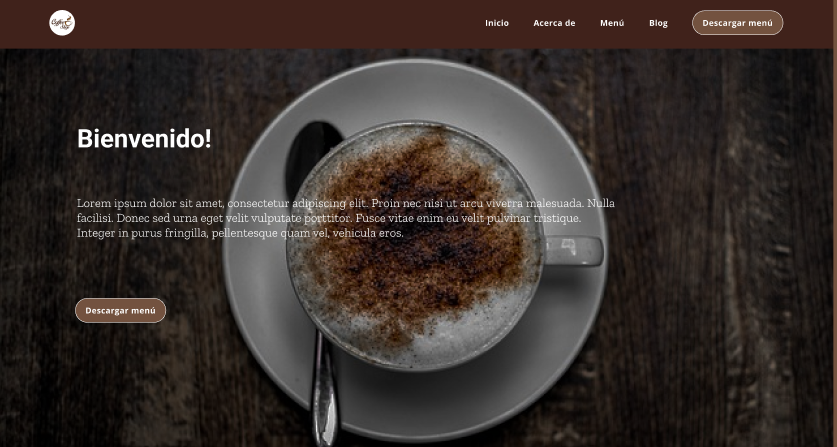 Coffee
Shop
Inicio
Acerca de
Menú
Blog
Descargar menú
Bienvenido!
Lorem ipsum dolor sit amet, consectetur adipiscing elit. Proin nec nisi ut arcu viverra malesuada. Nulla
facilisi. Donec sed urna eget velit vulputate porttitor. Fusce vitae enim eu velit pulvinar tristique.
Integer in purus fringilla, pellentesque quam vel, vehicula eros.
Descargar menú